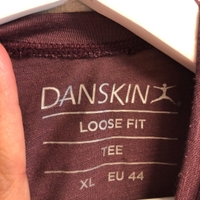 DANSKIN
LOOSE FIT
TEE
XL EU 44